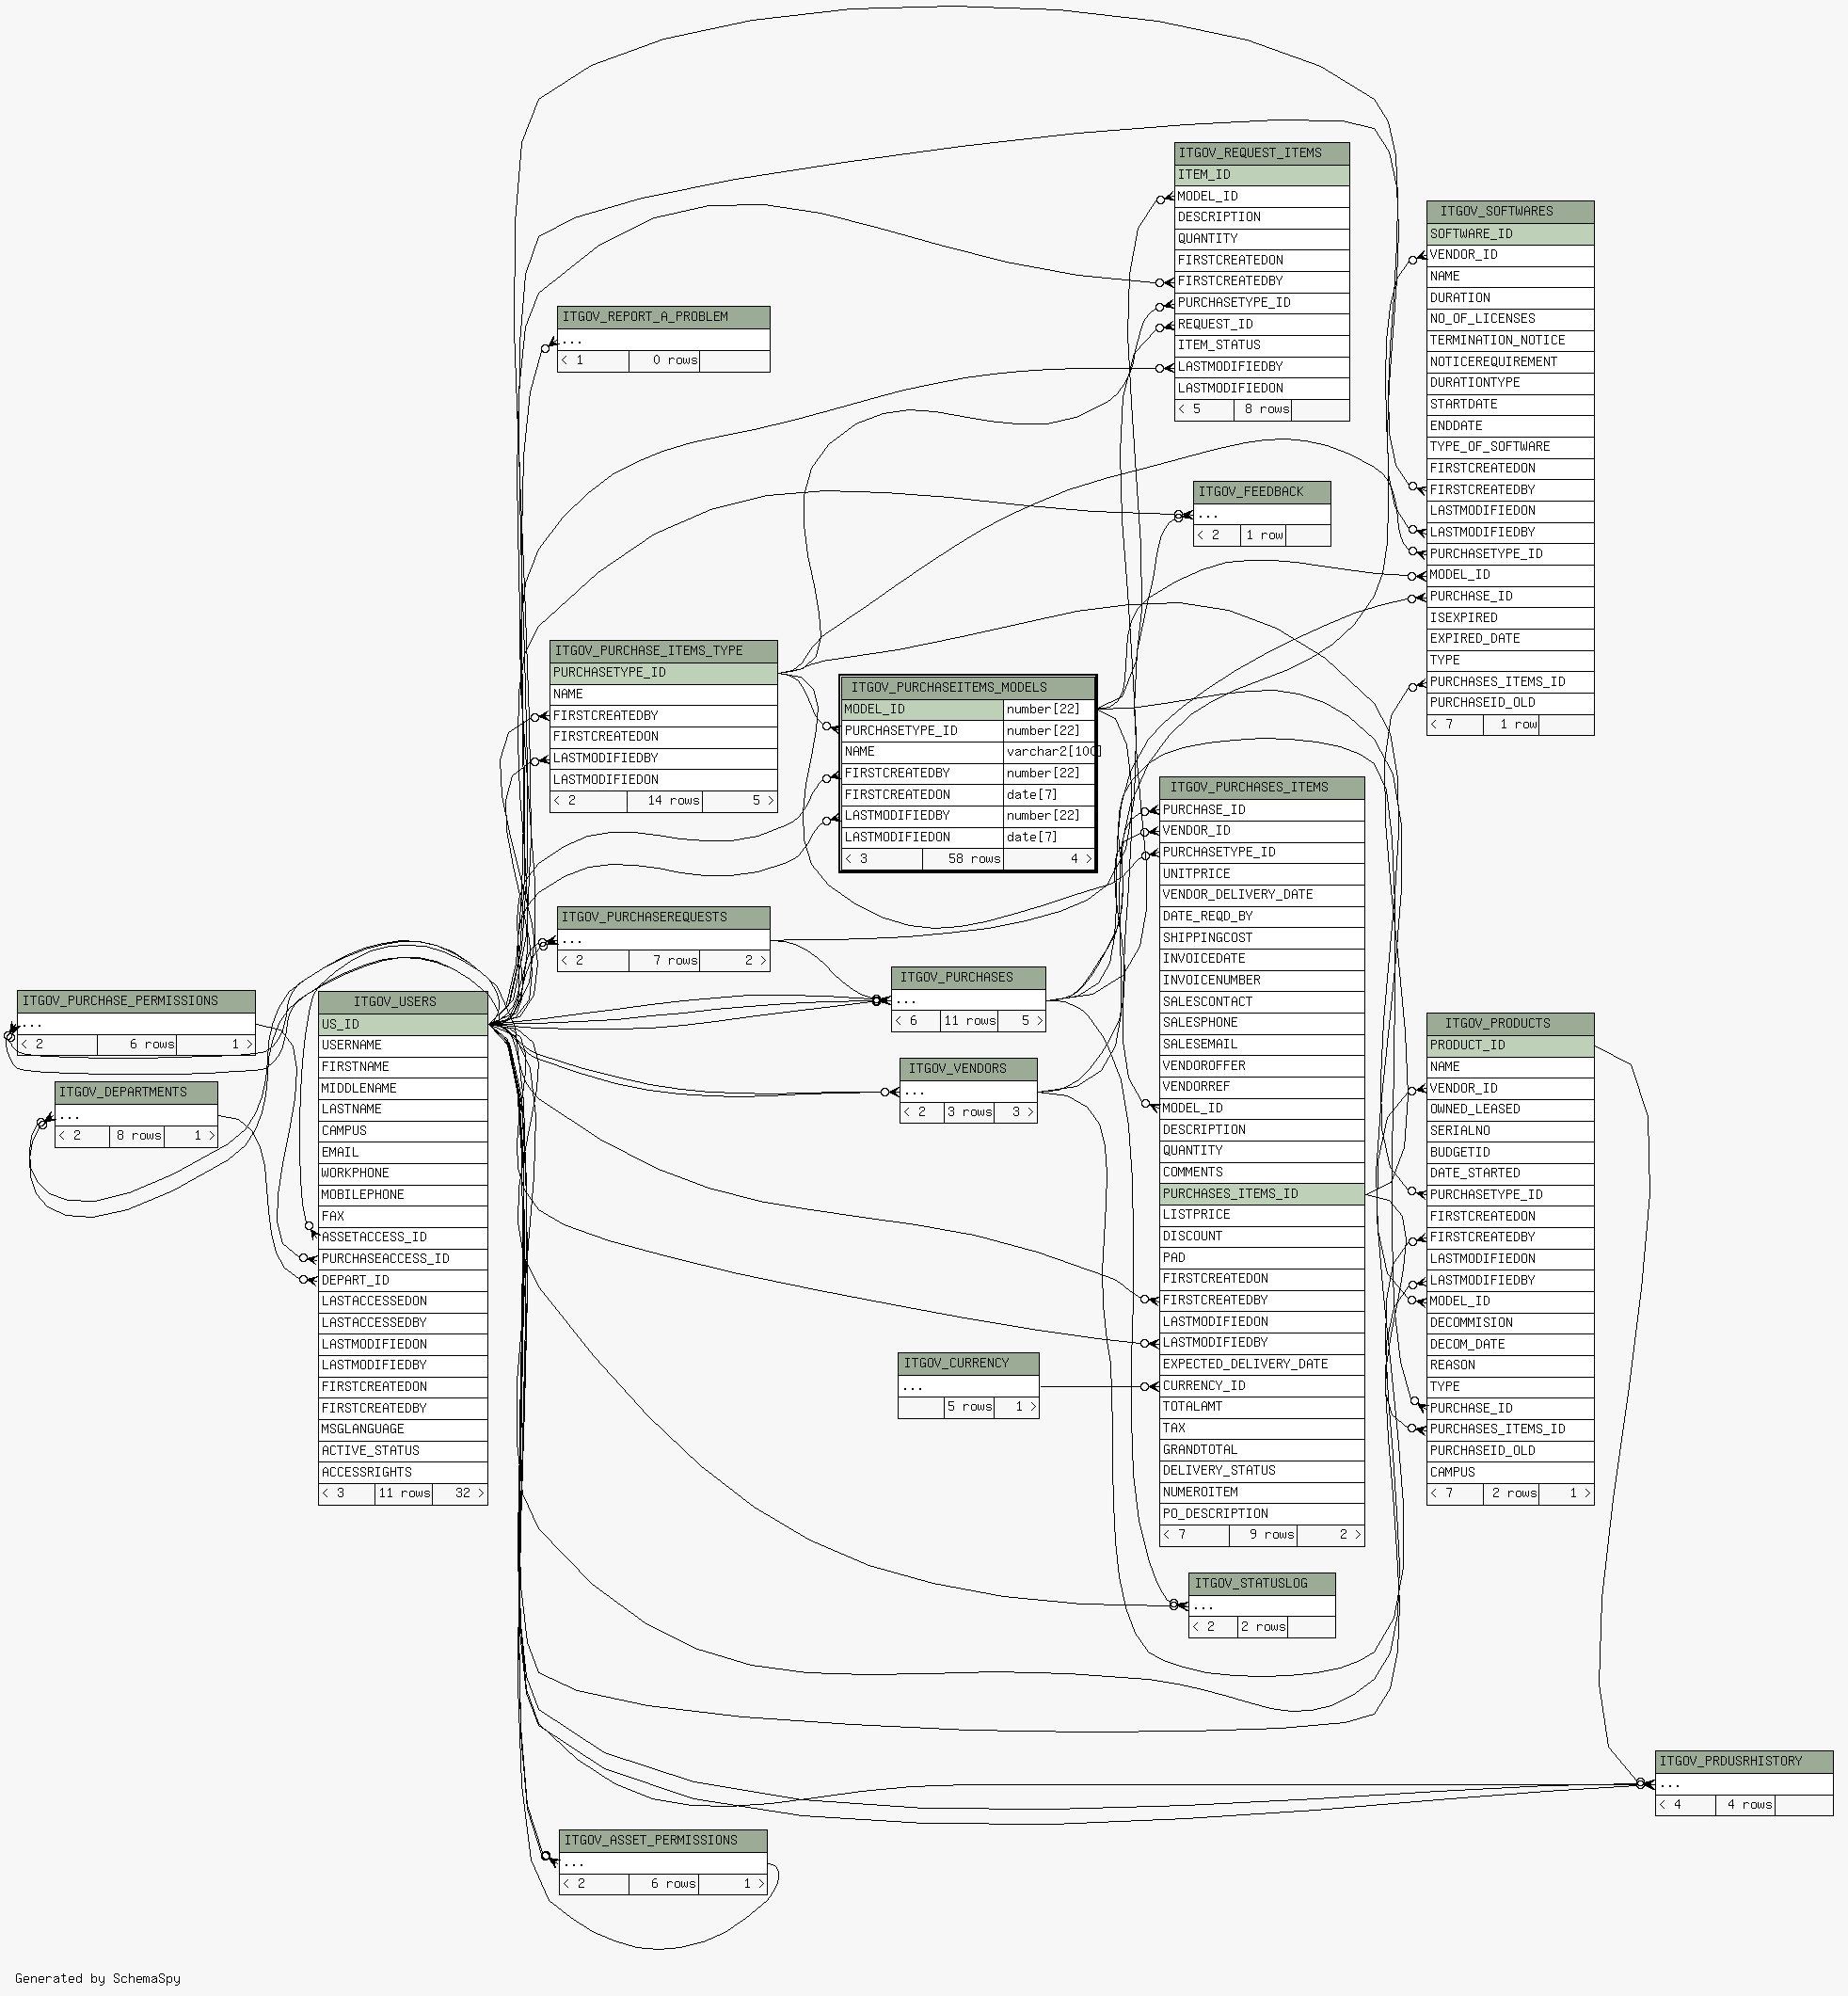 ITGOV_REQUEST_ITEMS
ITEM_ID
MODEL_ID
DESCRIPTION
QUANTITY
FIRSTCREATEDON
FIRSTCREATEDBY
PURCHASETYPE_ID
REQUEST_ID
ITEM_STATUS
LASTMODIFIEDBY
LASTMODIFIEDON
< 5 8 rows
ITGOV_SOFTWARES
SOFTWARE_ID
VENDOR_ID
NAME
DURATION
NO_OF_LICENSES
TERMINATION_NOTICE
NOTICEREQUIREMENT
DURATIONTYPE
STARTDATE
ENDDATE
TYPE_OF_SOFTWARE
FIRSTCREATEDON
FIRSTCREATEDBY
LASTMODIFIEDON
LASTMODIFIEDBY
PURCHASETYPE_ID
MODEL_ID
PURCHASE_ID
ISEXPIRED
EXPIRED_DATE
TYPE
PURCHASES_ITEMS_ID
PURCHASEID_OLD
< 7 1 row
ITGOV_REPORT_A_PROBLEM
...
< 1 0 rows
ITGOV_FEEDBACK
...
< 2 1 row
ITGOV_PURCHASE_ITEMS_TYPE
PURCHASETYPE_ID
NAME
FIRSTCREATEDBY
FIRSTCREATEDON
LASTMODIFIEDBY
LASTMODIFIEDON
< 2 14 rows 5 >
ITGOV_PURCHASEITEMS_MODELS
MODEL_ID number[22]
PURCHASETYPE_ID number[22]
NAME varchar2[100]
FIRSTCREATEDBY number[22]
FIRSTCREATEDON date[7]
LASTMODIFIEDBY number[22]
LASTMODIFIEDON date[7]
< 3 58 rows 4 >
ITGOV_PURCHASES_ITEMS
PURCHASE_ID
VENDOR_ID
PURCHASETYPE_ID
UNITPRICE
VENDOR_DELIVERY_DATE
DATE_REQD_BY
SHIPPINGCOST
INVOICEDATE
INVOICENUMBER
SALESCONTACT
SALESPHONE
SALESEMAIL
VENDOROFFER
VENDORREF
MODEL_ID
DESCRIPTION
QUANTITY
COMMENTS
PURCHASES_ITEMS_ID
LISTPRICE
DISCOUNT
PAD
FIRSTCREATEDON
FIRSTCREATEDBY
LASTMODIFIEDON
LASTMODIFIEDBY
EXPECTED_DELIVERY_DATE
CURRENCY_ID
TOTALAMT
TAX
GRANDTOTAL
DELIVERY_STATUS
NUMEROITEM
PO_DESCRIPTION
< 7 9 rows 2 >
ITGOV_PURCHASEREQUESTS
...
< 2 7 rows 2 >
ITGOV_PURCHASES
...
< 6 11 rows 5 >
ITGOV_PURCHASE_PERMISSIONS
...
< 2 6 rows 1 >
ITGOV_DEPARTMENTS
...
< 2 8 rows 1 >
ITGOV_USERS
US_ID
USERNAME
FIRSTNAME
MIDDLENAME
LASTNAME
CAMPUS
EMAIL
WORKPHONE
MOBILEPHONE
FAX
ASSETACCESS_ID
PURCHASEACCESS_ID
DEPART_ID
LASTACCESSEDON
LASTACCESSEDBY
LASTMODIFIEDON
LASTMODIFIEDBY
FIRSTCREATEDON
FIRSTCREATEDBY
MSGLANGUAGE
ACTIVE_STATUS
ACCESSRIGHTS
< 3 11 rows 32 >
ITGOV_VENDORS
...
< 2 3 rows 3 >
ITGOV_PRODUCTS
PRODUCT_ID
NAME
VENDOR_ID
OWNED_LEASED
SERIALNO
BUDGETID
DATE_STARTED
PURCHASETYPE_ID
FIRSTCREATEDON
FIRSTCREATEDBY
LASTMODIFIEDON
LASTMODIFIEDBY
MODEL_ID
DECOMMISION
DECOM_DATE
REASON
TYPE
PURCHASE_ID
PURCHASES_ITEMS_ID
PURCHASEID_OLD
CAMPUS
< 7 2 rows 1 >
ITGOV_CURRENCY
...
5 rows 1 >
ITGOV_STATUSLOG
...
< 2 2 rows
ITGOV_PRDUSRHISTORY
...
< 4 4 rows
ITGOV_ASSET_PERMISSIONS
...
< 2 6 rows 1 >
Generated by SchemaSpy